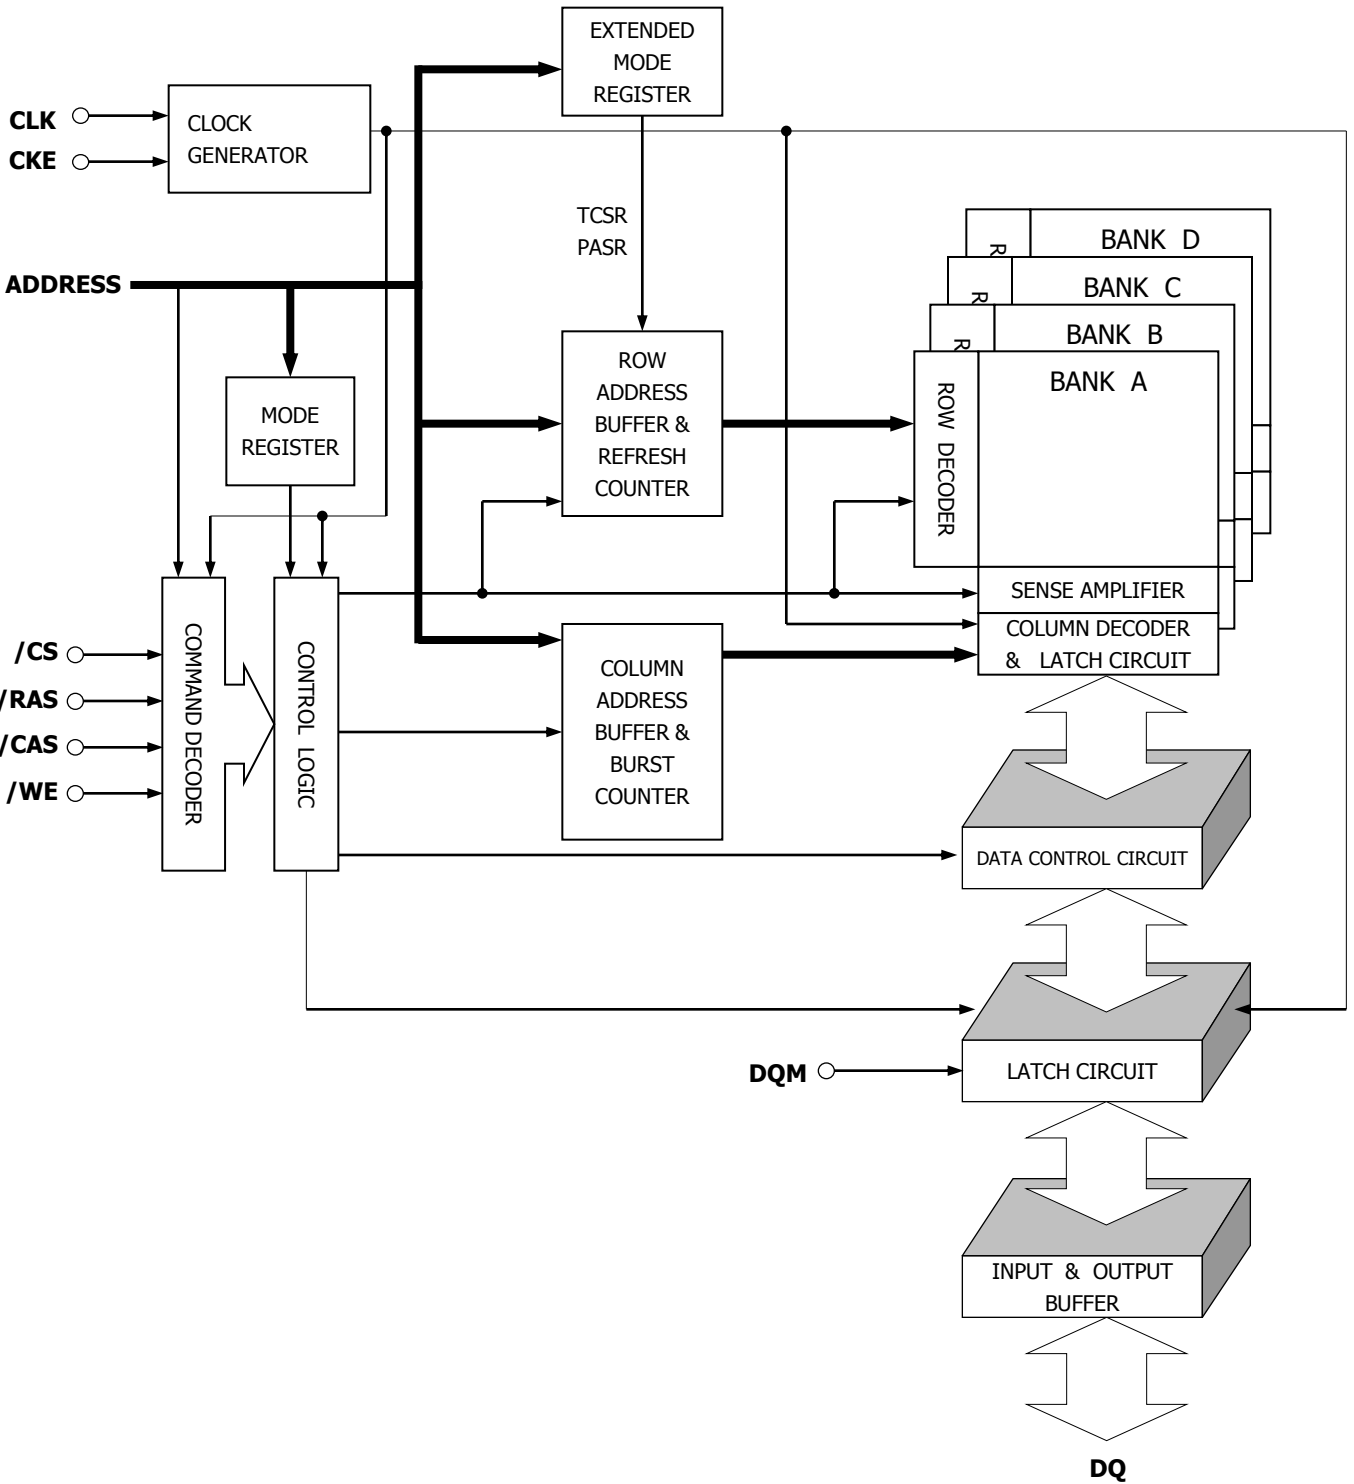 EXTENDED
MODE
REGISTER
CLK
CKE
CLOCK
GENERATOR
TCSR
PASR
ADDRESS
BANK D
R
BANK C
R
BANK B
R
BANK A
ROW DECODER
ROW
ADDRESS
BUFFER &
REFRESH
COUNTER
MODE
REGISTER
SENSE AMPLIFIER
COLUMN DECODER
& LATCH CIRCUIT
/CS
/RAS
/CAS
/WE
COMMAND DECODER
CONTROL LOGIC
COLUMN
ADDRESS
BUFFER &
BURST
COUNTER
DATA CONTROL CIRCUIT
DQM
LATCH CIRCUIT
INPUT & OUTPUT
BUFFER
DQ